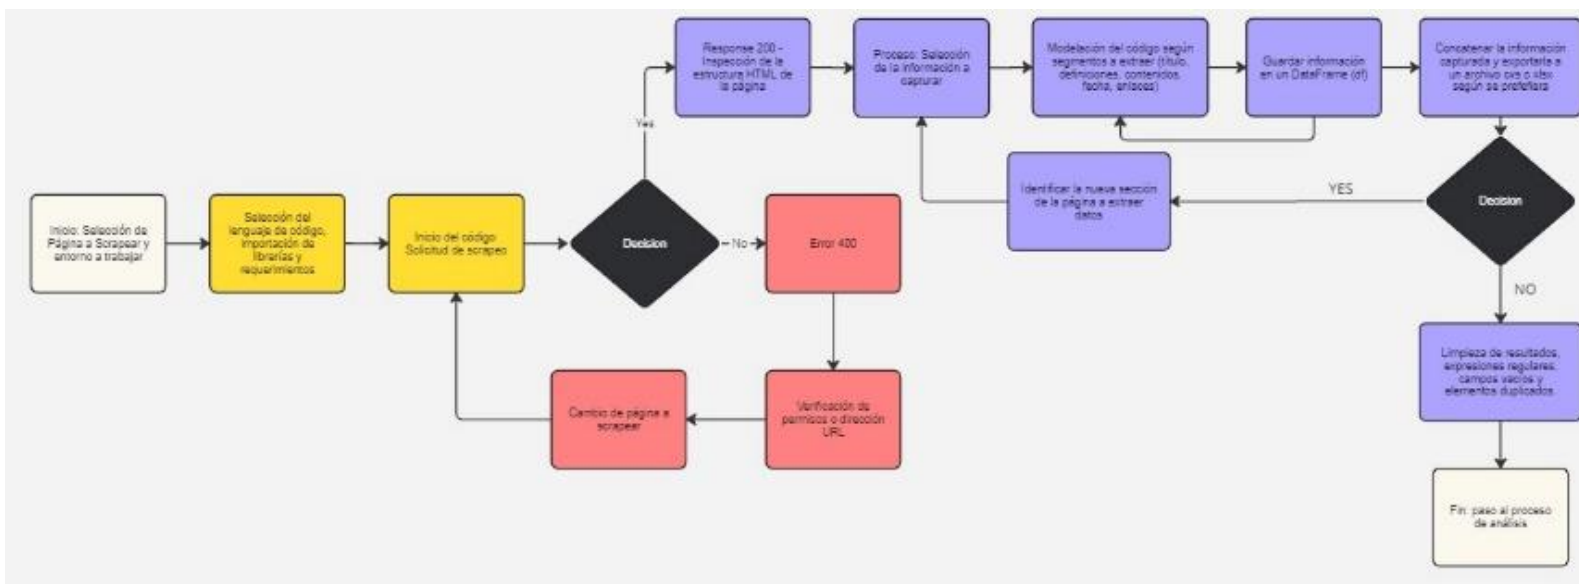 Response 200 -
Inspección de la
estructura HTML de
la página
Proceso: Selección
de la información a
capturar
Modelación del código según
segmentos a extraer (título,
definiciones, contenidos,
fecha, enlaces)
Guardar información
en un DataFrame (df)
Concatenar la información
capturada y exportarla a
un archivo cvs o xlsx
según se prefiera
Yes
Identificar la nueva sección
de la página a extraer
datos
YES
Decision
Inicio: Selección de
Página a Scrapear y
entorno a trabajar
Selección del
lenguaje de código,
importación de
librerías y
requerimientos
Inicio del código
Solicitud de scrapeo
Decision
No
Error 400
NO
Cambio de página a
scrapear
Verificación de
permisos o dirección
URL
Limpieza de resultados,
expresiones regulares,
campos vacíos y
elementos duplicados
Fin: paso al proceso
de análisis